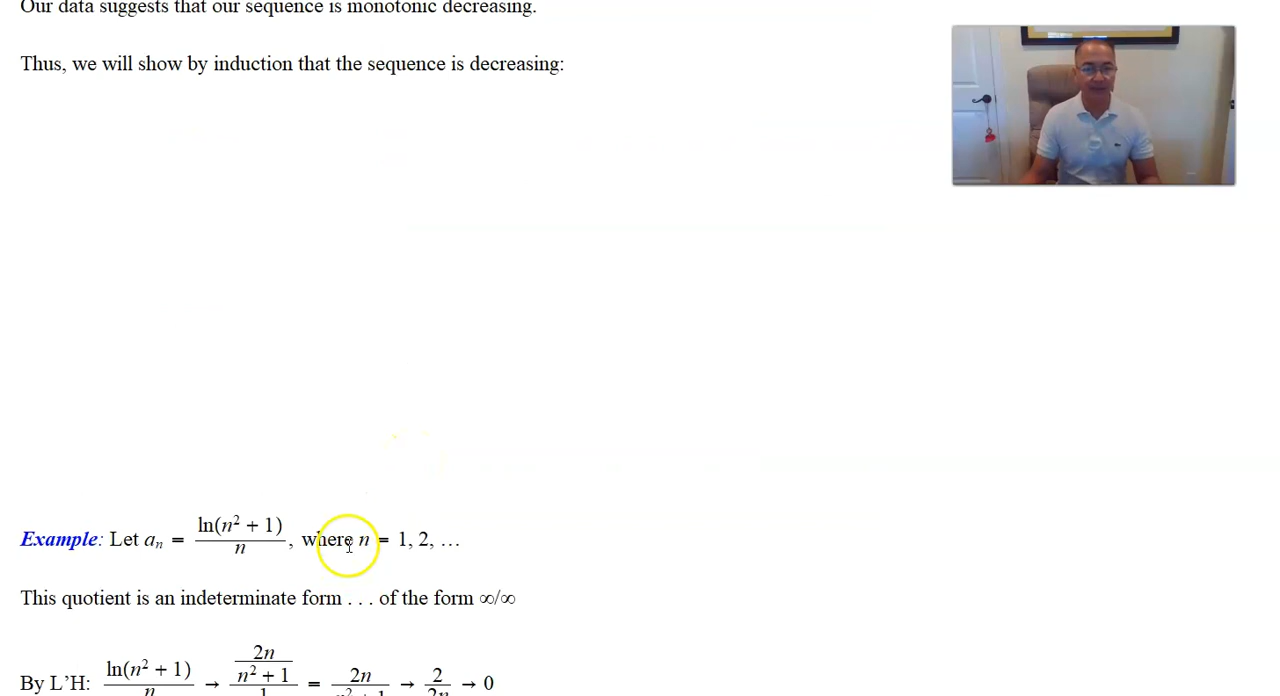 Our data suggests that our sequence is monotonic decreasing.
Thus, we will show by induction that the sequence is decreasing:
Example: Let aₙ = ln(n² + 1) / n, where n = 1, 2, …
This quotient is an indeterminate form . . . of the form ∞/∞
By L’H: ln(n² + 1) / n → (2n / (n² + 1)) / 1 = 2n / (n² + 1) → 2 / 2n → 0